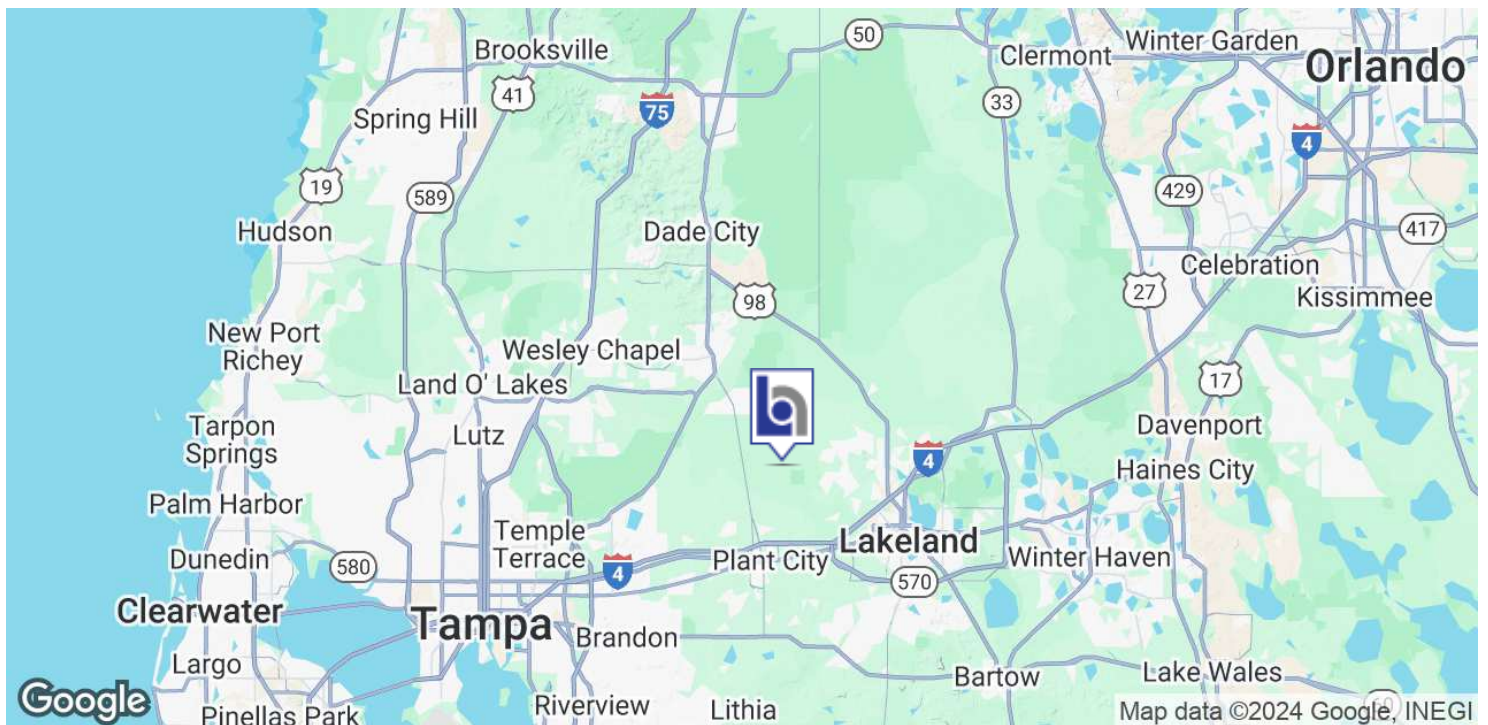 50
Brooksville
Clermont
Winter Garden
Orlando
41
75
33
Spring Hill
4
19
589
429
Hudson
Dade City
417
Celebration
98
27
Kissimmee
New Port
Richey
Wesley Chapel
Land O' Lakes
17
Tarpon
Springs
Lutz
Davenport
4
Haines City
Palm Harbor
Temple
Terrace
Lakeland
Dunedin
580
4
Plant City
570
Winter Haven
Clearwater
Tampa
Brandon
Largo
Bartow
Lake Wales
Google
Pinellas Park
Riverview
Lithia
60
Map data ©2024 Google, INEGI